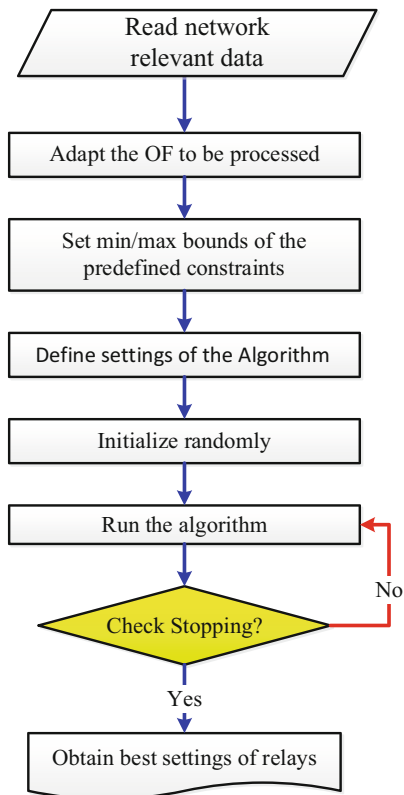 Read network
relevant data
Adapt the OF to be processed
Set min/max bounds of the
predefined constraints
Define settings of the Algorithm
Initialize randomly
Run the algorithm
No
Check Stopping?
Yes
Obtain best settings of relays